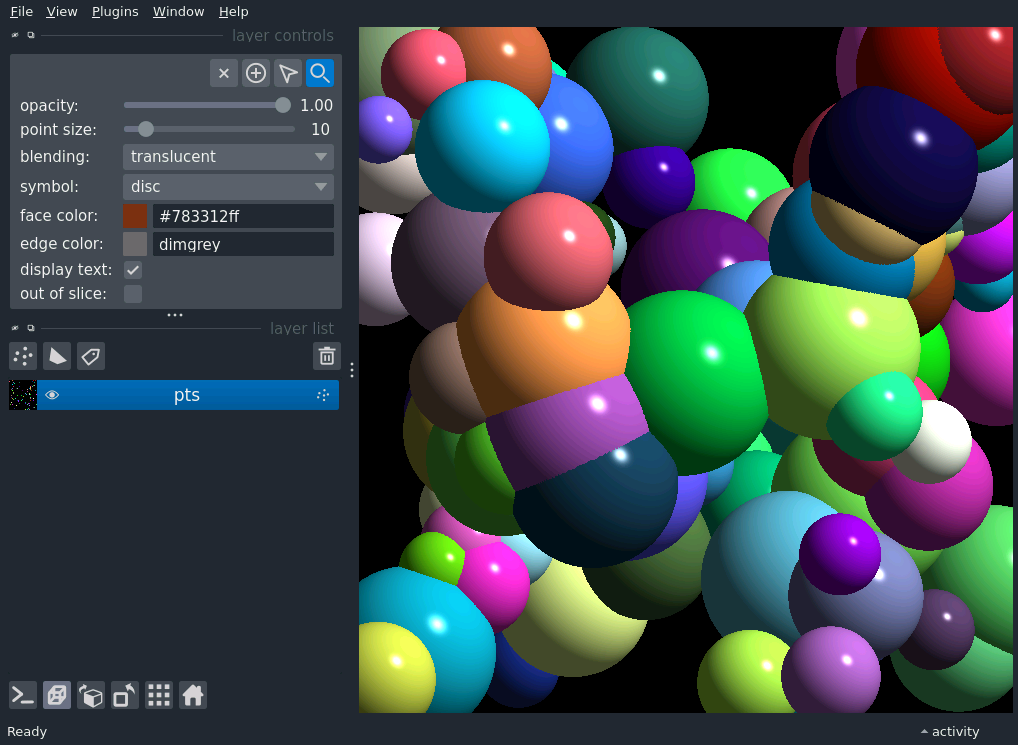 File View Plugins Window Help
layer controls
opacity: 1.00
point size: 10
blending: translucent
symbol: disc
face color: #783312ff
edge color: dimgrey
display text:
out of slice:
layer list
pts
Ready activity